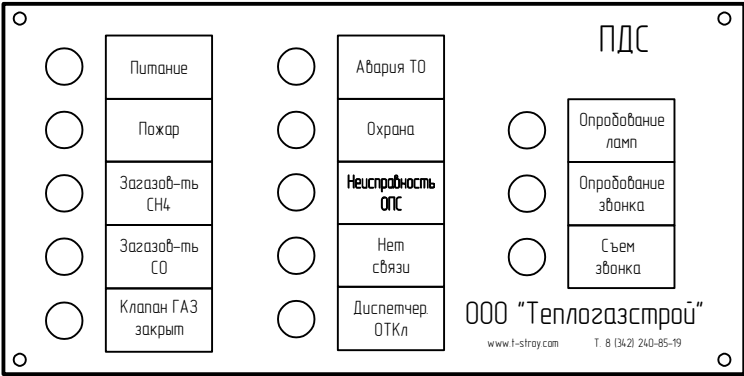 ПДС
Питание
Пожар
Загазов-ть
СН4
Загазов-ть
СО
Клапан ГАЗ
закрыт
Авария ТО
Охрана
Неисправность
ОПС
Нет
связи
Диспетчер.
ОТКл
Опробование
ламп
Опробование
звонка
Съем
звонка
ООО "Теплогазстрой"
www.t-stroy.com Т. 8 (342) 240-85-19